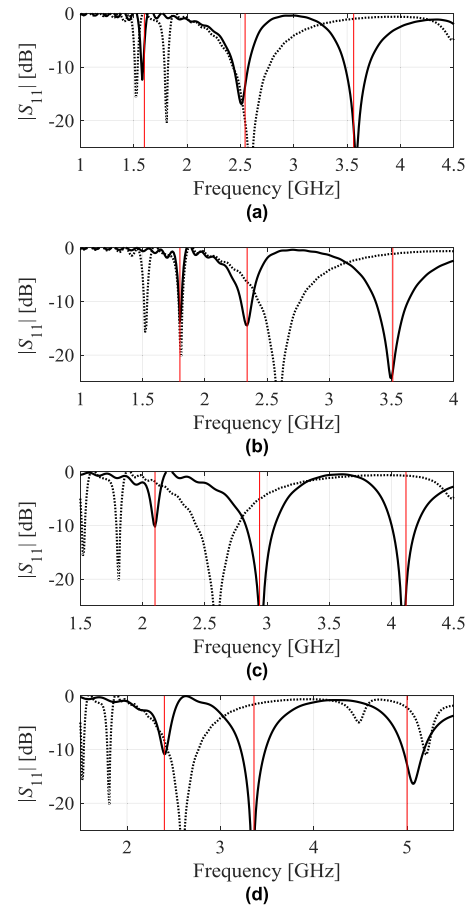 0
-10
-20
|S11| [dB]
1 1.5 2 2.5 3 3.5 4 4.5
Frequency [GHz]
(a)
0
-10
-20
|S11| [dB]
1 1.5 2 2.5 3 3.5 4
Frequency [GHz]
(b)
0
-10
-20
|S11| [dB]
1.5 2 2.5 3 3.5 4 4.5
Frequency [GHz]
(c)
0
-10
-20
|S11| [dB]
2 3 4 5
Frequency [GHz]
(d)